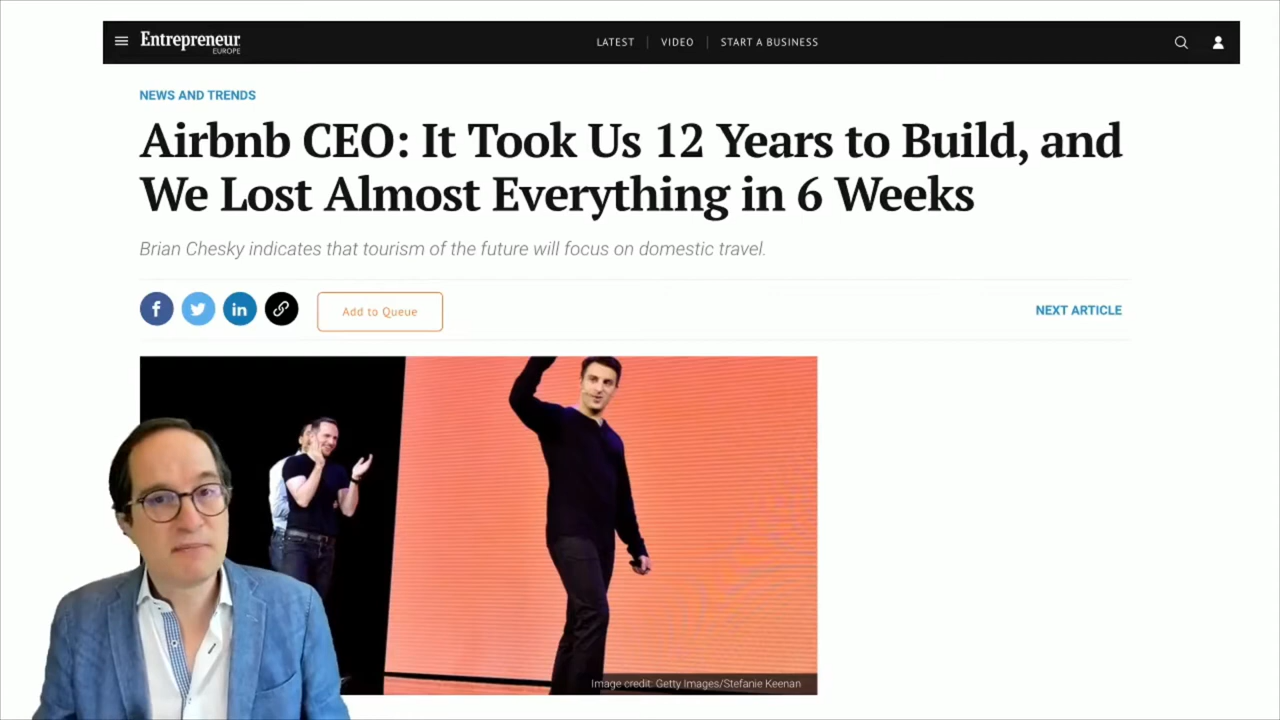 Entrepreneur
EUROPE
LATEST
VIDEO
START A BUSINESS
NEWS AND TRENDS
Airbnb CEO: It Took Us 12 Years to Build, and
We Lost Almost Everything in 6 Weeks
Brian Chesky indicates that tourism of the future will focus on domestic travel.
f
in
Add to Queue
NEXT ARTICLE
Image credit: Getty Images/Stefanie Keenan